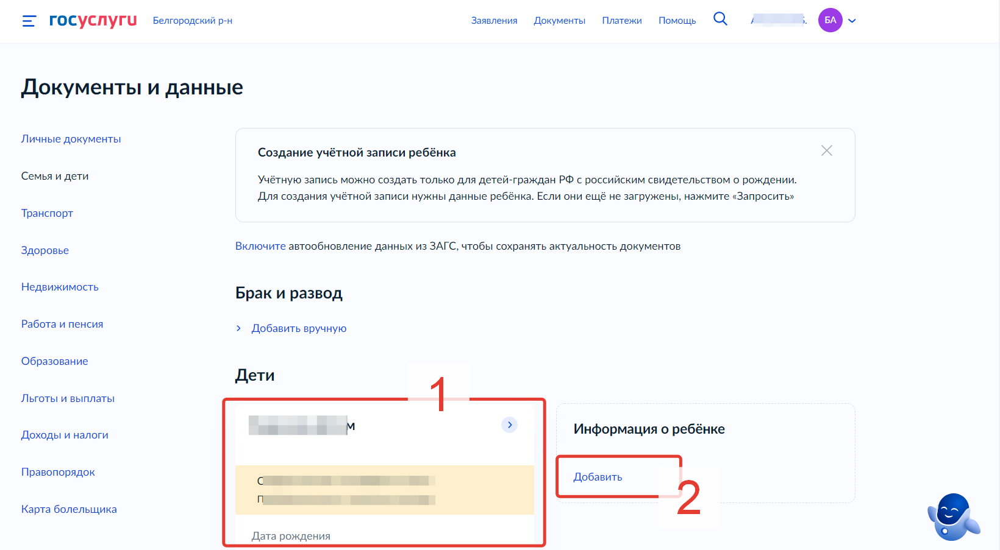 госуслуги
Белгородский р-н
Заявления
Документы
Платежи
Помощь
БА
Документы и данные
Личные документы
Семья и дети
Транспорт
Здоровье
Недвижимость
Работа и пенсия
Образование
Льготы и выплаты
Доходы и налоги
Правопорядок
Карта болельщика
Создание учётной записи ребёнка
Учётную запись можно создать только для детей-граждан РФ с российским свидетельством о рождении.
Для создания учётной записи нужны данные ребёнка. Если они ещё не загружены, нажмите «Запросить»
Включите автообновление данных из ЗАГС, чтобы сохранять актуальность документов
Брак и развод
Добавить вручную
Дети
1
Дата рождения
Информация о ребёнке
Добавить
2